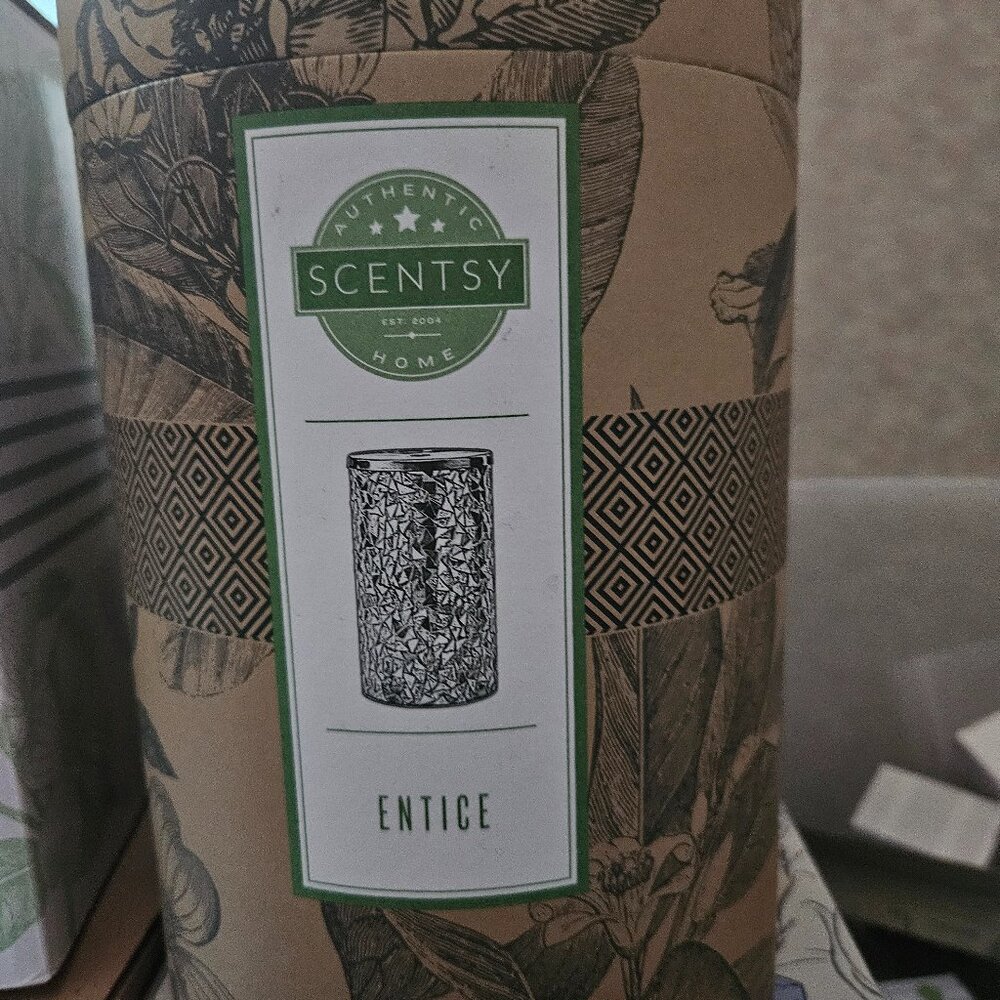 AUTHENTIC
SCENTSY
EST. 2004
HOME
ENTICE